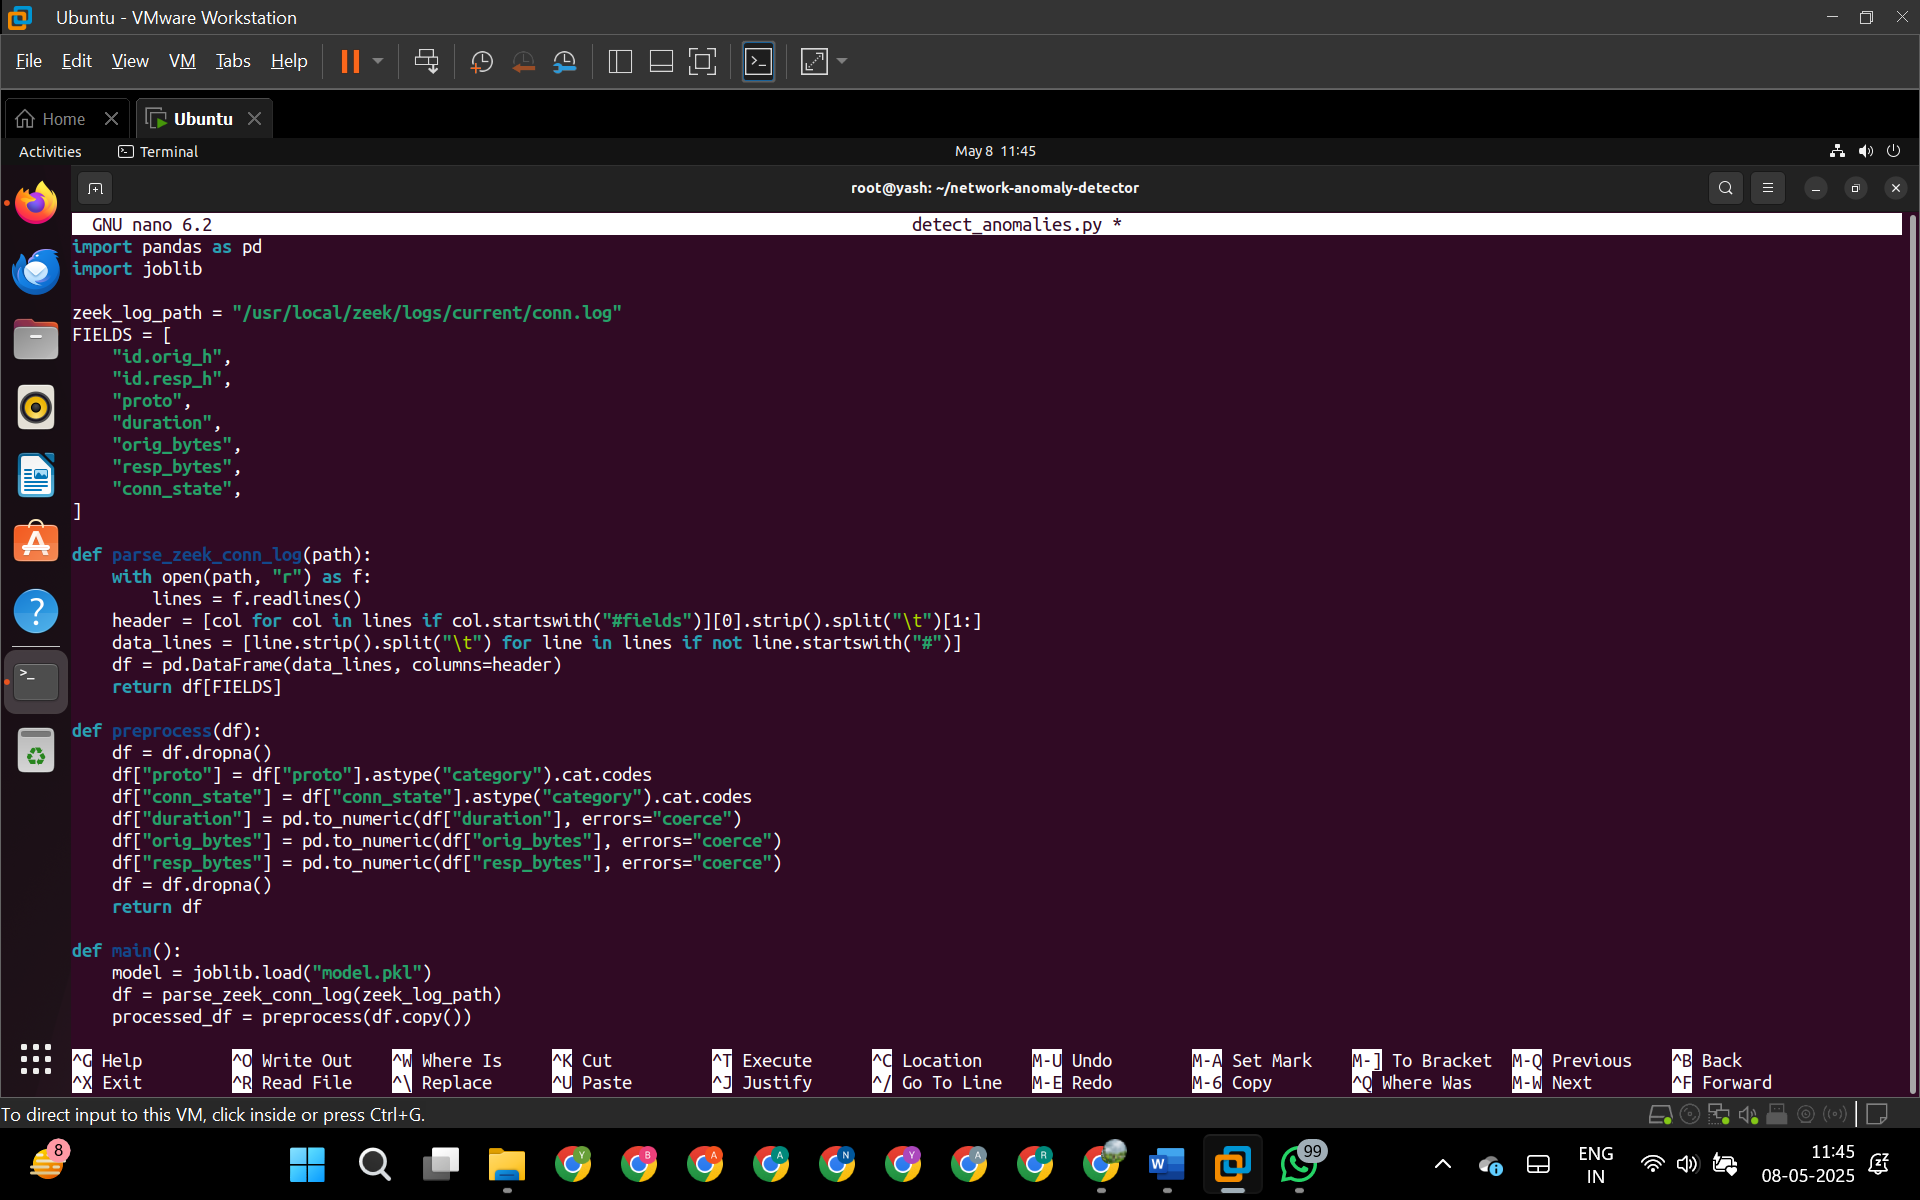 Ubuntu - VMware Workstation
File Edit View VM Tabs Help
Home Ubuntu
Activities Terminal May 8 11:45
root@yash: ~/network-anomaly-detector
GNU nano 6.2 detect_anomalies.py *
import pandas as pd
import joblib
zeek_log_path = "/usr/local/zeek/logs/current/conn.log"
FIELDS = [
    "id.orig_h",
    "id.resp_h",
    "proto",
    "duration",
    "orig_bytes",
    "resp_bytes",
    "conn_state",
]
def parse_zeek_conn_log(path):
    with open(path, "r") as f:
        lines = f.readlines()
    header = [col for col in lines if col.startswith("#fields")][0].strip().split("\t")[1:]
    data_lines = [line.strip().split("\t") for line in lines if not line.startswith("#")]
    df = pd.DataFrame(data_lines, columns=header)
    return df[FIELDS]
def preprocess(df):
    df = df.dropna()
    df["proto"] = df["proto"].astype("category").cat.codes
    df["conn_state"] = df["conn_state"].astype("category").cat.codes
    df["duration"] = pd.to_numeric(df["duration"], errors="coerce")
    df["orig_bytes"] = pd.to_numeric(df["orig_bytes"], errors="coerce")
    df["resp_bytes"] = pd.to_numeric(df["resp_bytes"], errors="coerce")
    df = df.dropna()
    return df
def main():
    model = joblib.load("model.pkl")
    df = parse_zeek_conn_log(zeek_log_path)
    processed_df = preprocess(df.copy())
^G Help ^O Write Out ^W Where Is ^K Cut ^T Execute ^C Location M-U Undo M-A Set Mark M-] To Bracket M-Q Previous ^B Back
^X Exit ^R Read File ^\ Replace ^U Paste ^J Justify ^/ Go To Line M-E Redo M-6 Copy ^Q Where Was M-W Next ^F Forward
To direct input to this VM, click inside or press Ctrl+G.
8
Y B A A N Y A R
W
99
ENG
IN
11:45
08-05-2025